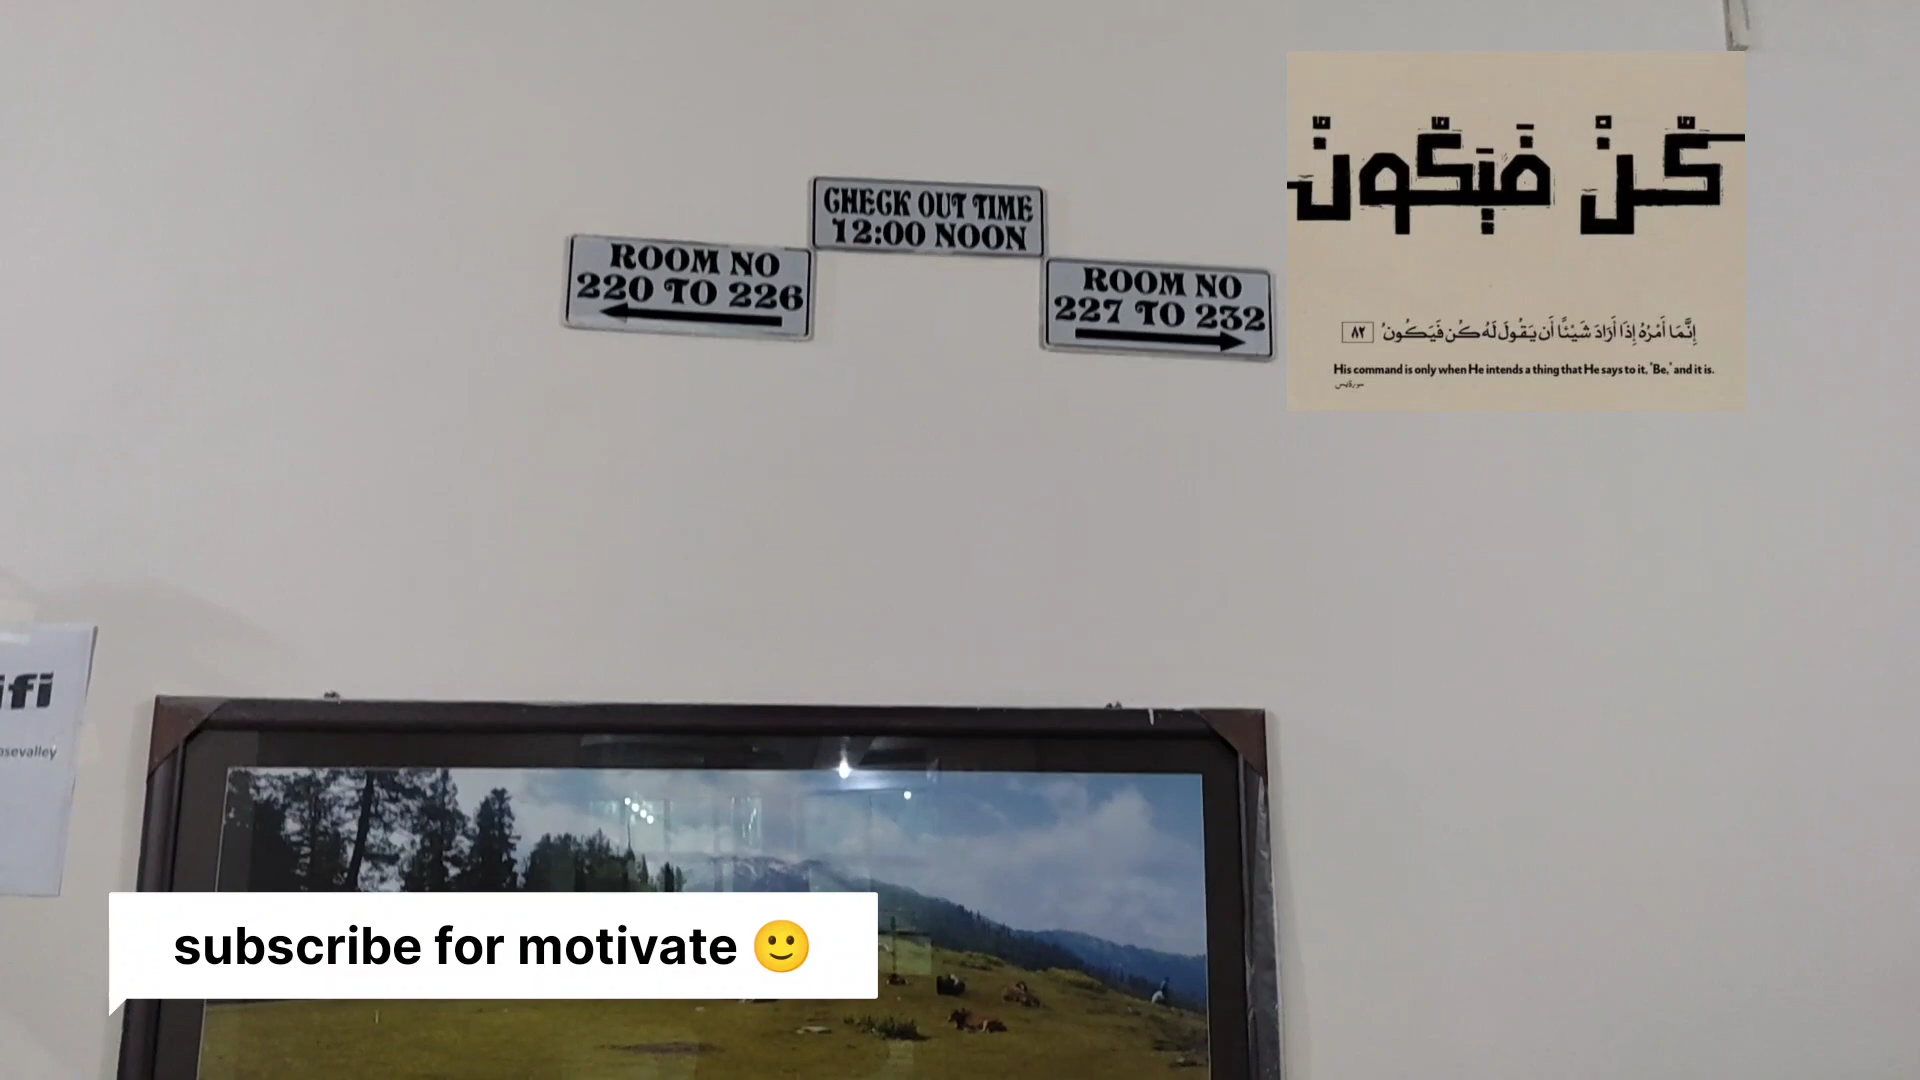 CHECK OUT TIME
12:00 NOON
ROOM NO
220 TO 226
ROOM NO
227 TO 232
كُنْ فَيَكُونُ
إِنَّمَا أَمْرُهُ إِذَا أَرَادَ شَيْئًا أَن يَقُولَ لَهُ كُن فَيَكُونُ ٨٢
His command is only when He intends a thing that He says to it, "Be," and it is.
ifi
osevalley
subscribe for motivate 🙂